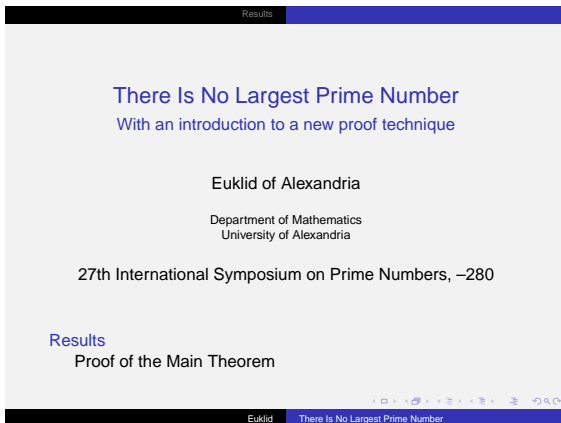 Results
There Is No Largest Prime Number
With an introduction to a new proof technique
Euklid of Alexandria
Department of Mathematics
University of Alexandria
27th International Symposium on Prime Numbers, –280
Results
Proof of the Main Theorem
Euklid There Is No Largest Prime Number